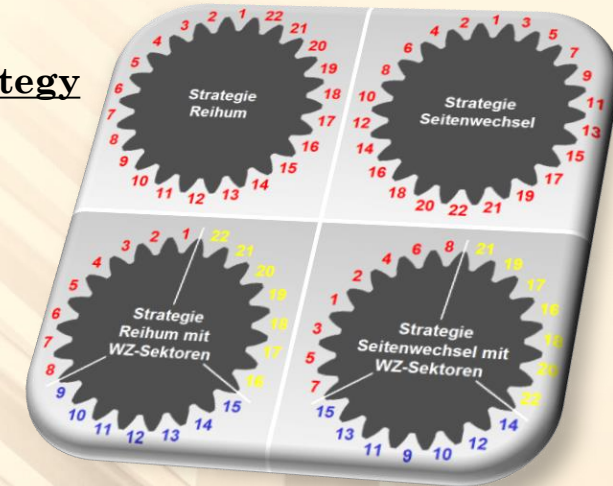 tegy
1 2 3 4 5 6 7 8 9 10 11 12 13 14 15 16 17 18 19 20 21 22
Strategie
Reihum
1 2 4 6 8 10 12 14 16 18 20 22 21 19 17 15 13 11 9 7 5 3
Strategie
Seitenwechsel
1 2 3 4 5 6 7 8 9 10 11 12 13 14 15 16 17 18 19 20 21 22
Strategie
Reihum mit
WZ-Sektoren
8 6 4 2 1 3 5 7 15 13 11 9 10 12 14 22 20 18 16 17 19 21
Strategie
Seitenwechsel mit
WZ-Sektoren